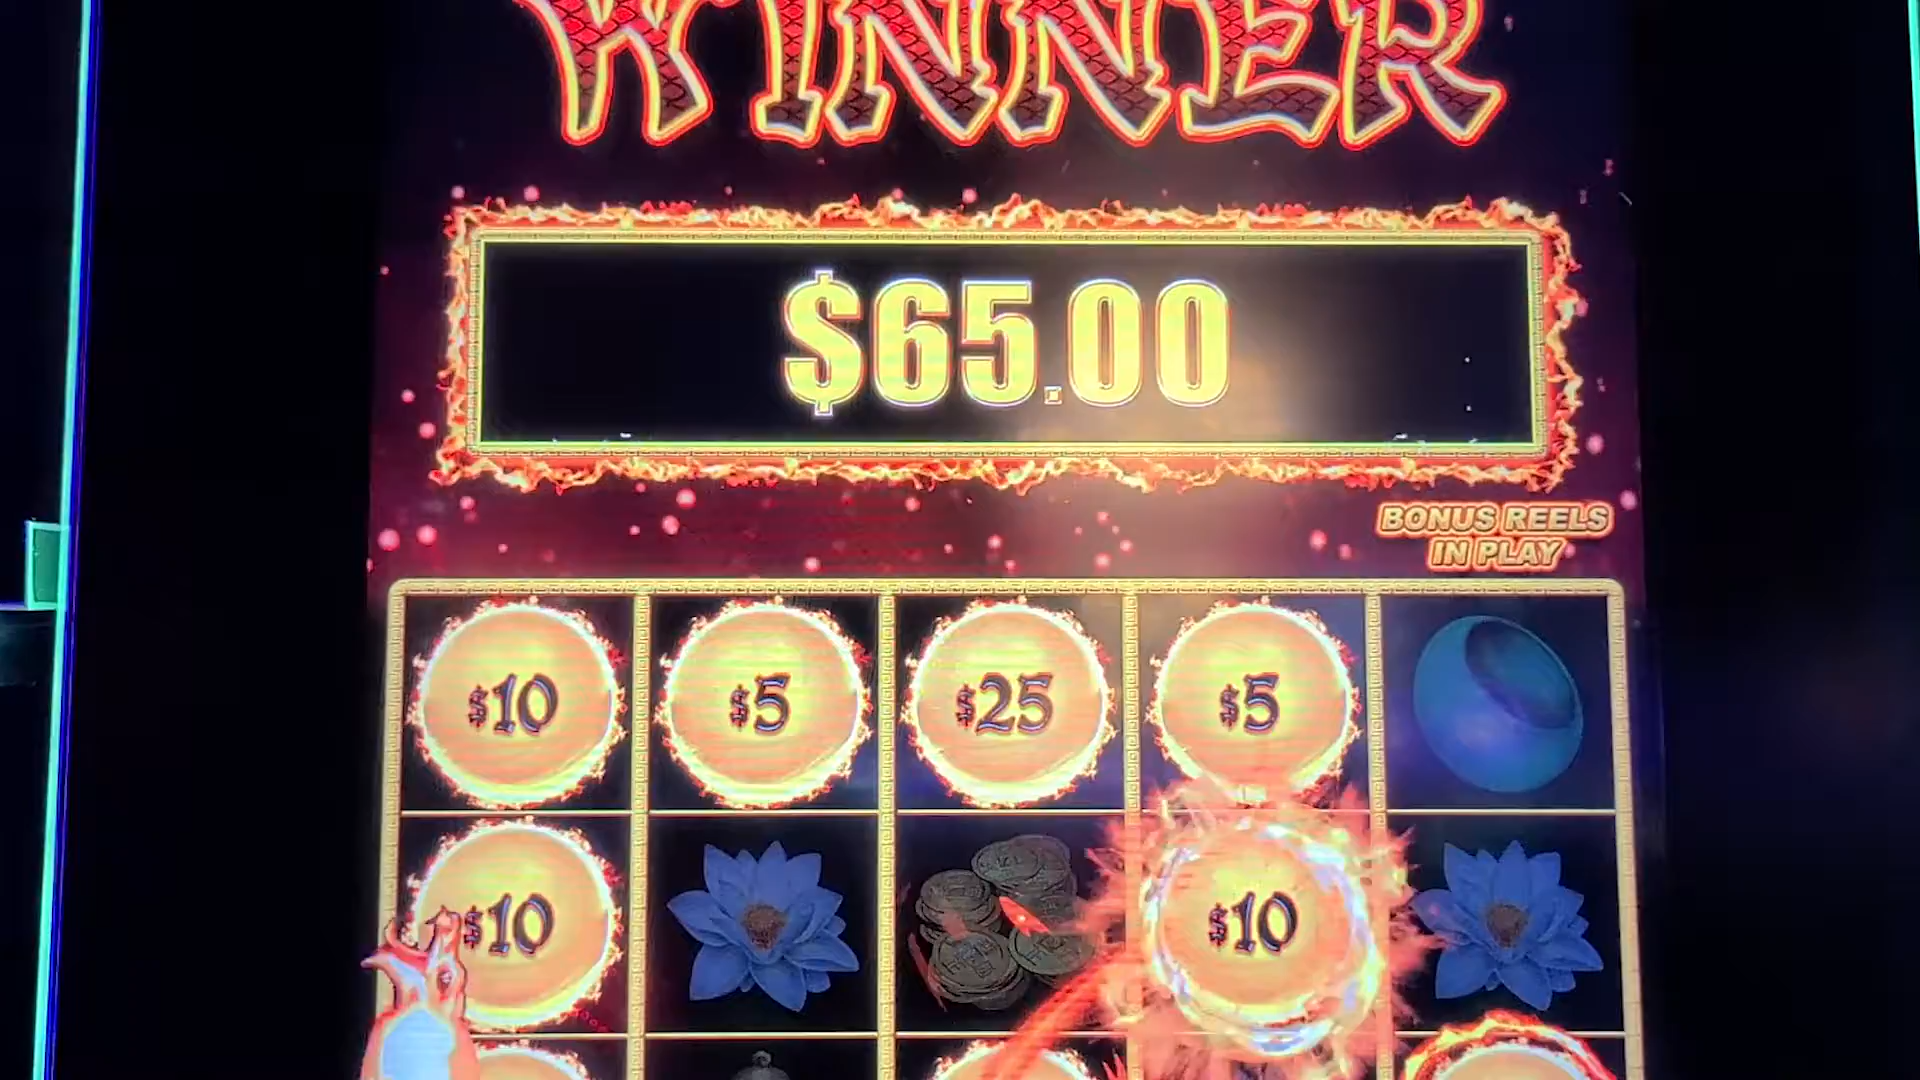 WINNER
$65.00
BONUS REELS
IN PLAY
$10 $5 $25 $5
$10 $10